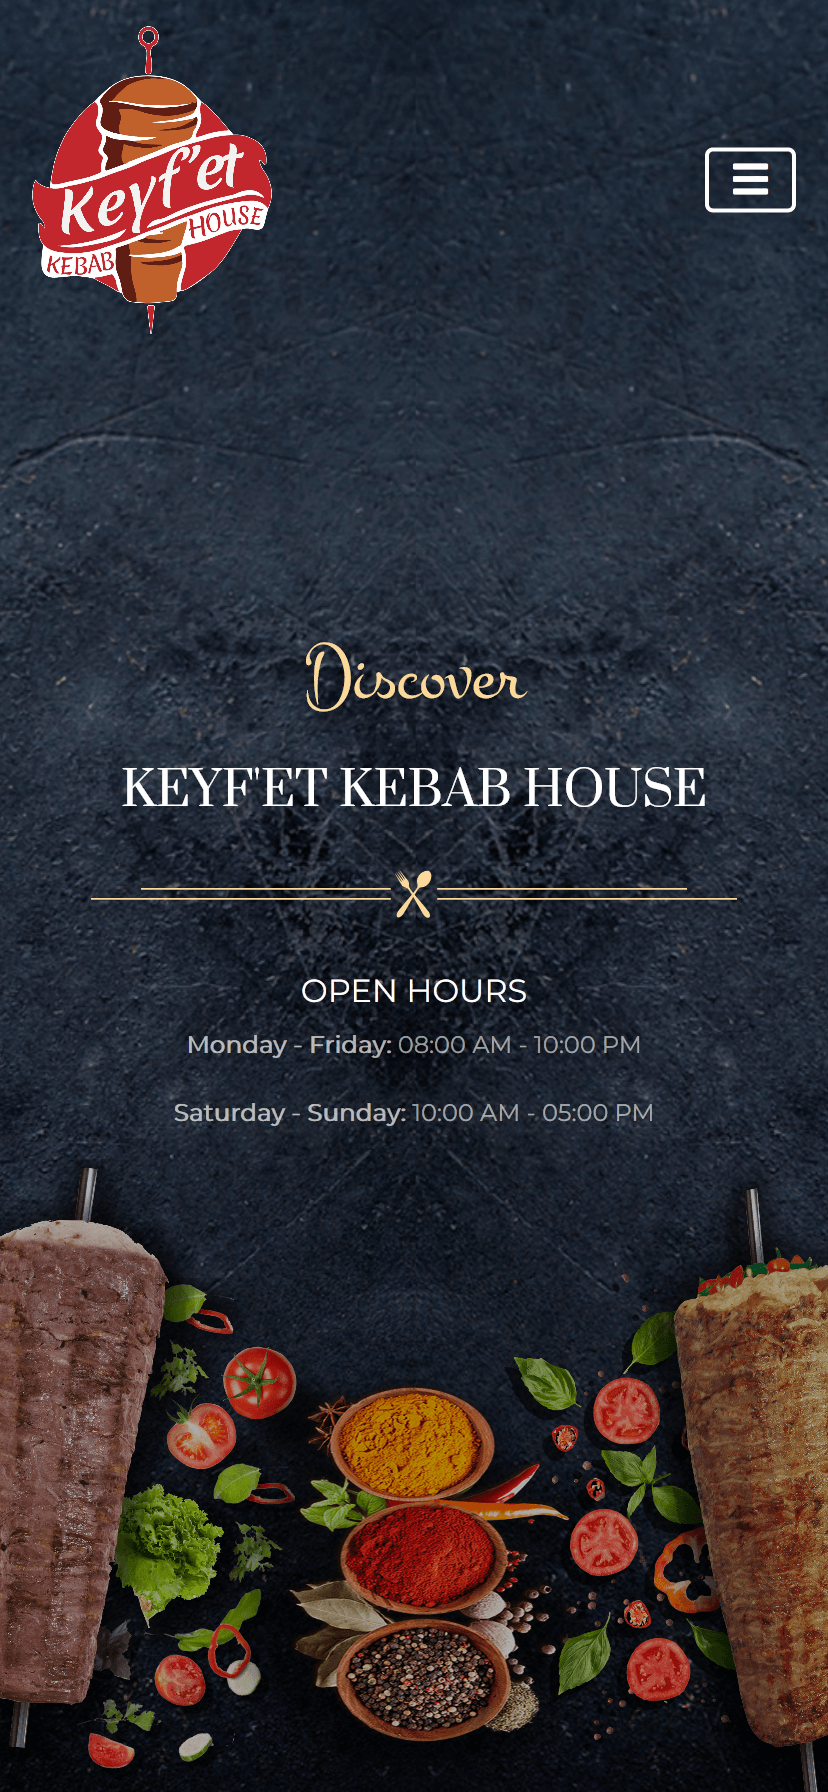 Keyf'et
KEBAB HOUSE
Discover
KEYF'ET KEBAB HOUSE
OPEN HOURS
Monday - Friday: 08:00 AM - 10:00 PM
Saturday - Sunday: 10:00 AM - 05:00 PM